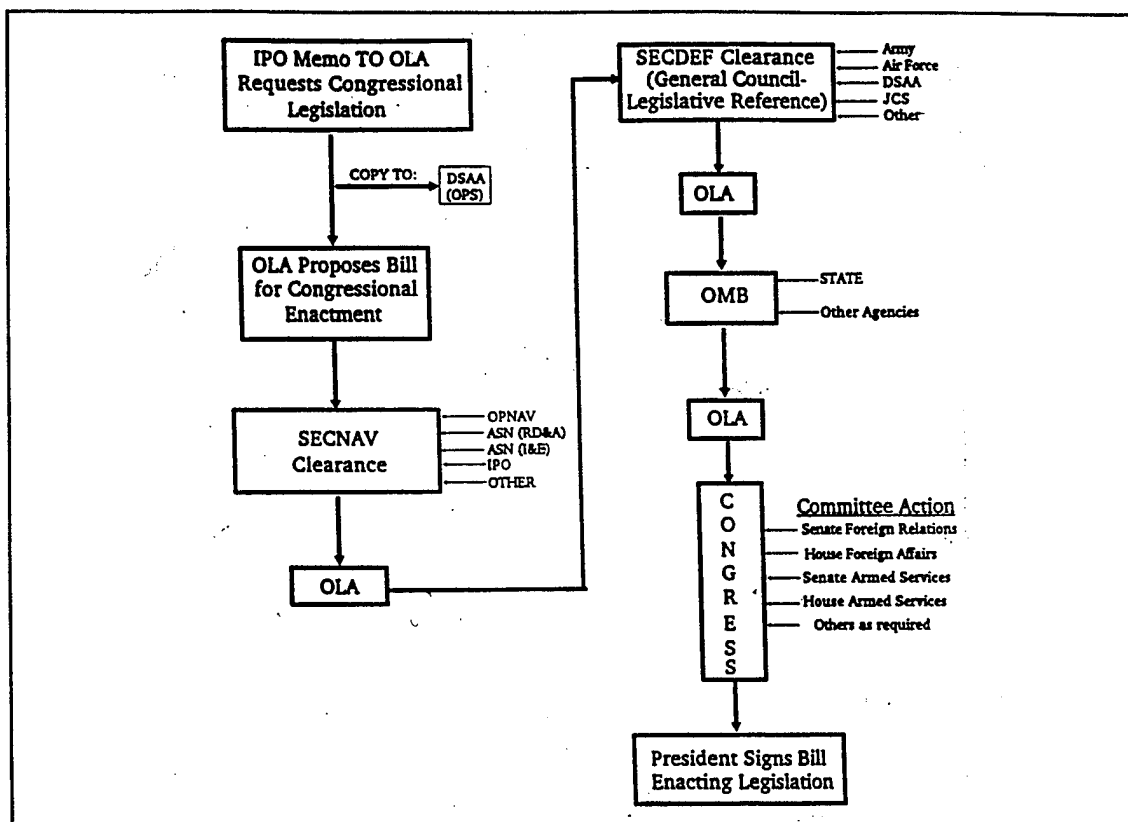 IPO Memo TO OLA
Requests Congressional
Legislation
COPY TO:
DSAA
(OPS)
OLA Proposes Bill
for Congressional
Enactment
SECNAV
Clearance
OPNAV
ASN (RD&A)
ASN (I&E)
IPO
OTHER
OLA
SECDEF Clearance
(General Council-
Legislative Reference)
Army
Air Force
DSAA
JCS
Other
OLA
OMB
STATE
Other Agencies
OLA
C
O
N
G
R
E
S
S
Committee Action
Senate Foreign Relations
House Foreign Affairs
Senate Armed Services
House Armed Services
Others as required
President Signs Bill
Enacting Legislation